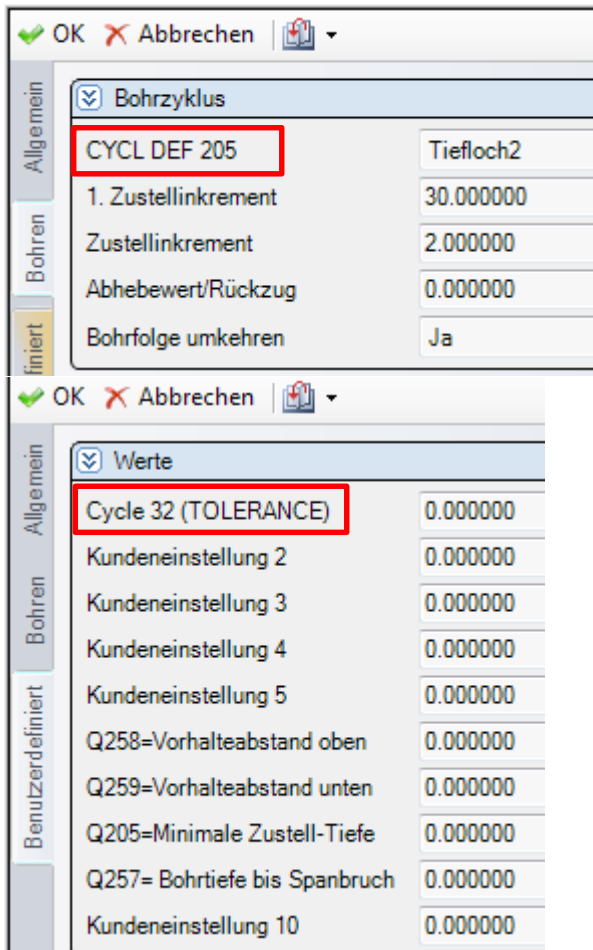 OK Abbrechen
Allgemein
Bohren
finiert
Bohrzyklus
CYCL DEF 205 Tiefloch2
1. Zustellinkrement 30.000000
Zustellinkrement 2.000000
Abhebewert/Rückzug 0.000000
Bohrfolge umkehren Ja
OK Abbrechen
Allgemein
Bohren
Benutzerdefiniert
Werte
Cycle 32 (TOLERANCE) 0.000000
Kundeneinstellung 2 0.000000
Kundeneinstellung 3 0.000000
Kundeneinstellung 4 0.000000
Kundeneinstellung 5 0.000000
Q258=Vorhalteabstand oben 0.000000
Q259=Vorhalteabstand unten 0.000000
Q205=Minimale Zustell-Tiefe 0.000000
Q257= Bohrtiefe bis Spanbruch 0.000000
Kundeneinstellung 10 0.000000